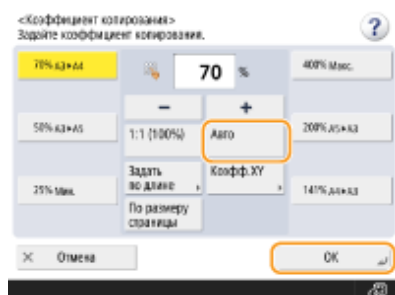 <Коэффициент копирования>
Задайте коэффициент копирования.
?
70% A3►A4
70 %
400% Макс.
− +
50% A3►A5
1:1 (100%)
Авто
200% A5►A3
25% Мин.
Задать
по длине
Коэфф.XY
141% A4►A3
По размеру
страницы
× Отмена
OK